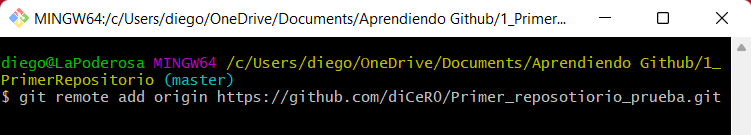 MINGW64:/c/Users/diego/OneDrive/Documents/Aprendiendo Github/1_Primer...
diego@LaPoderosa MINGW64 /c/Users/diego/OneDrive/Documents/Aprendiendo Github/1_
PrimerRepositorio (master)
$ git remote add origin https://github.com/diCeR0/Primer_reposotiorio_prueba.git